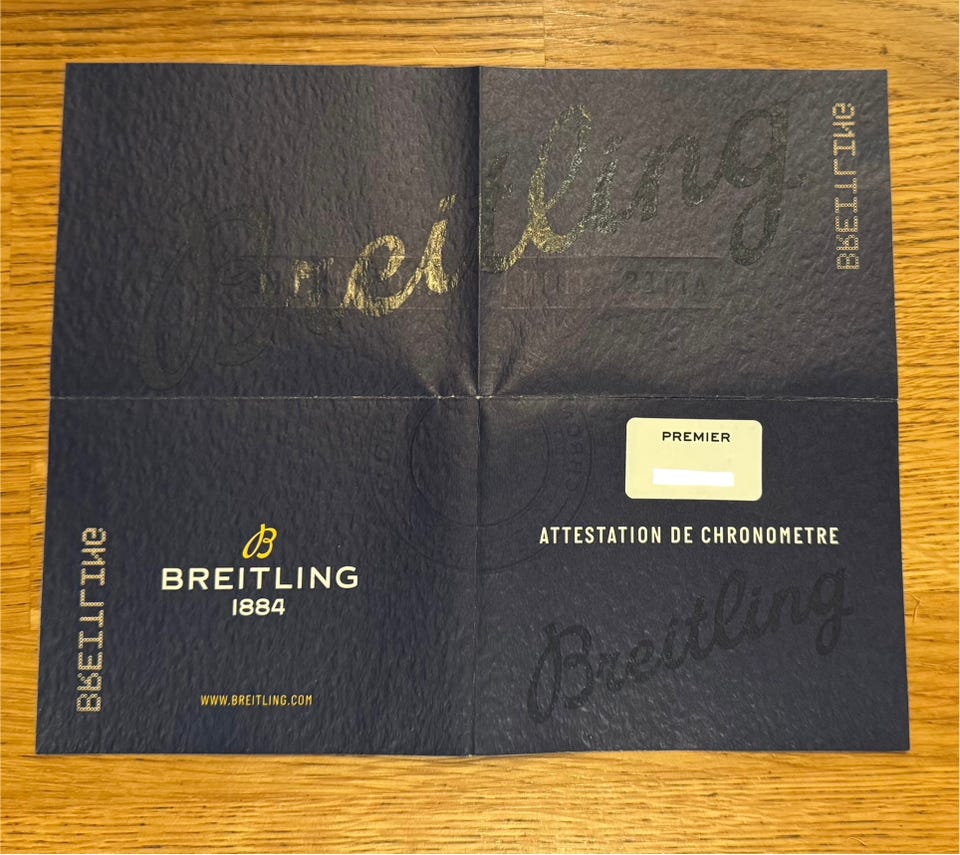 Breitling
BREITLING
PREMIER
ATTESTATION DE CHRONOMETRE
Breitling
BREITLING
B
BREITLING
1884
WWW.BREITLING.COM